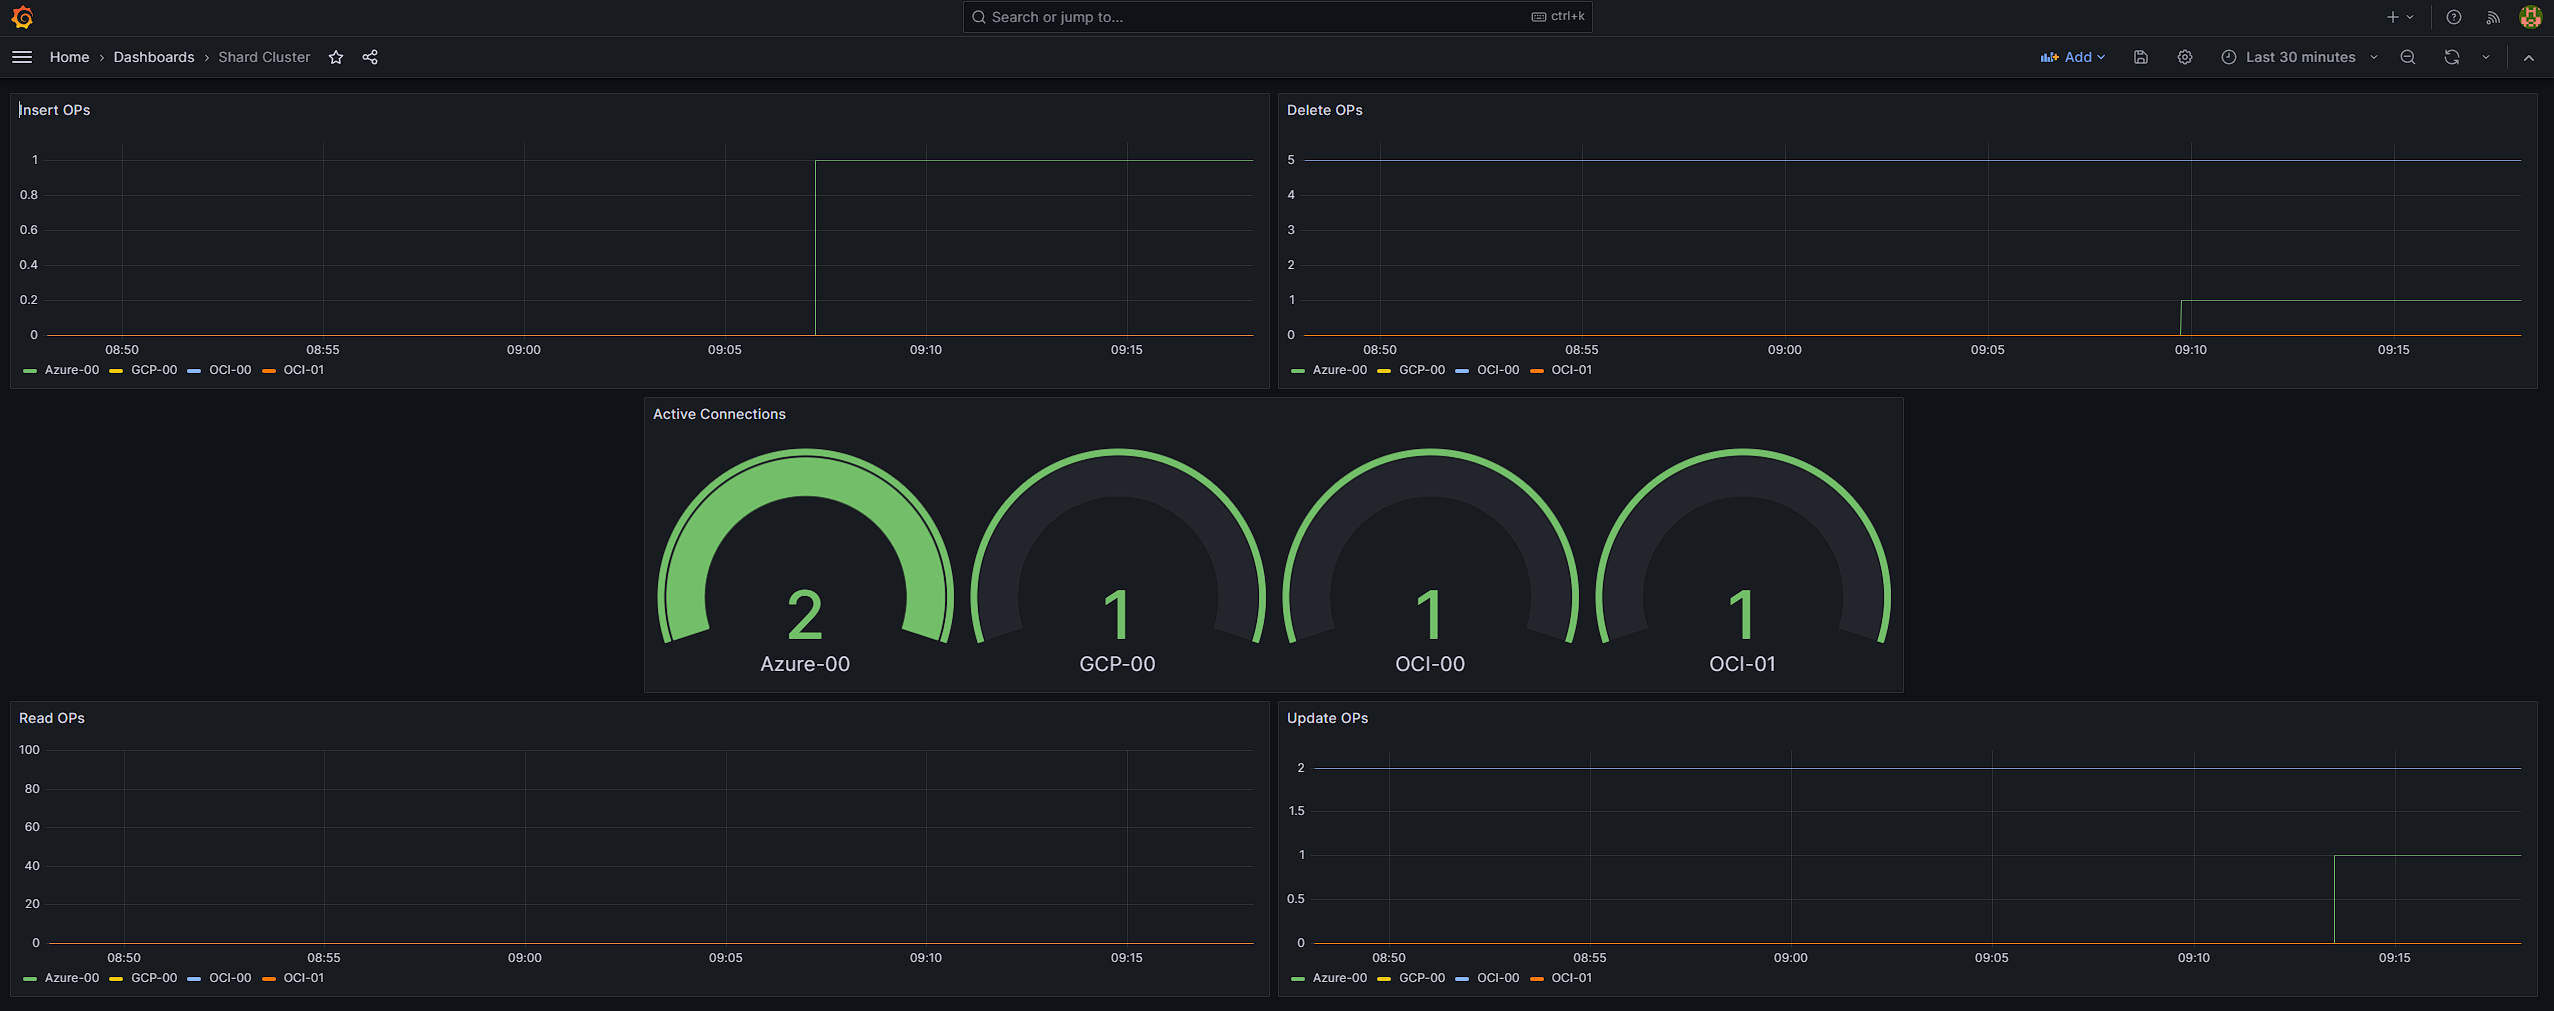 Search or jump to... ctrl+k
Home › Dashboards › Shard Cluster Add Last 30 minutes
Insert OPs
1
0.8
0.6
0.4
0.2
0
08:50 08:55 09:00 09:05 09:10 09:15
Azure-00 GCP-00 OCI-00 OCI-01
Delete OPs
5
4
3
2
1
0
08:50 08:55 09:00 09:05 09:10 09:15
Azure-00 GCP-00 OCI-00 OCI-01
Active Connections
2 1 1 1
Azure-00 GCP-00 OCI-00 OCI-01
Read OPs
100
80
60
40
20
0
08:50 08:55 09:00 09:05 09:10 09:15
Azure-00 GCP-00 OCI-00 OCI-01
Update OPs
2
1.5
1
0.5
0
08:50 08:55 09:00 09:05 09:10 09:15
Azure-00 GCP-00 OCI-00 OCI-01